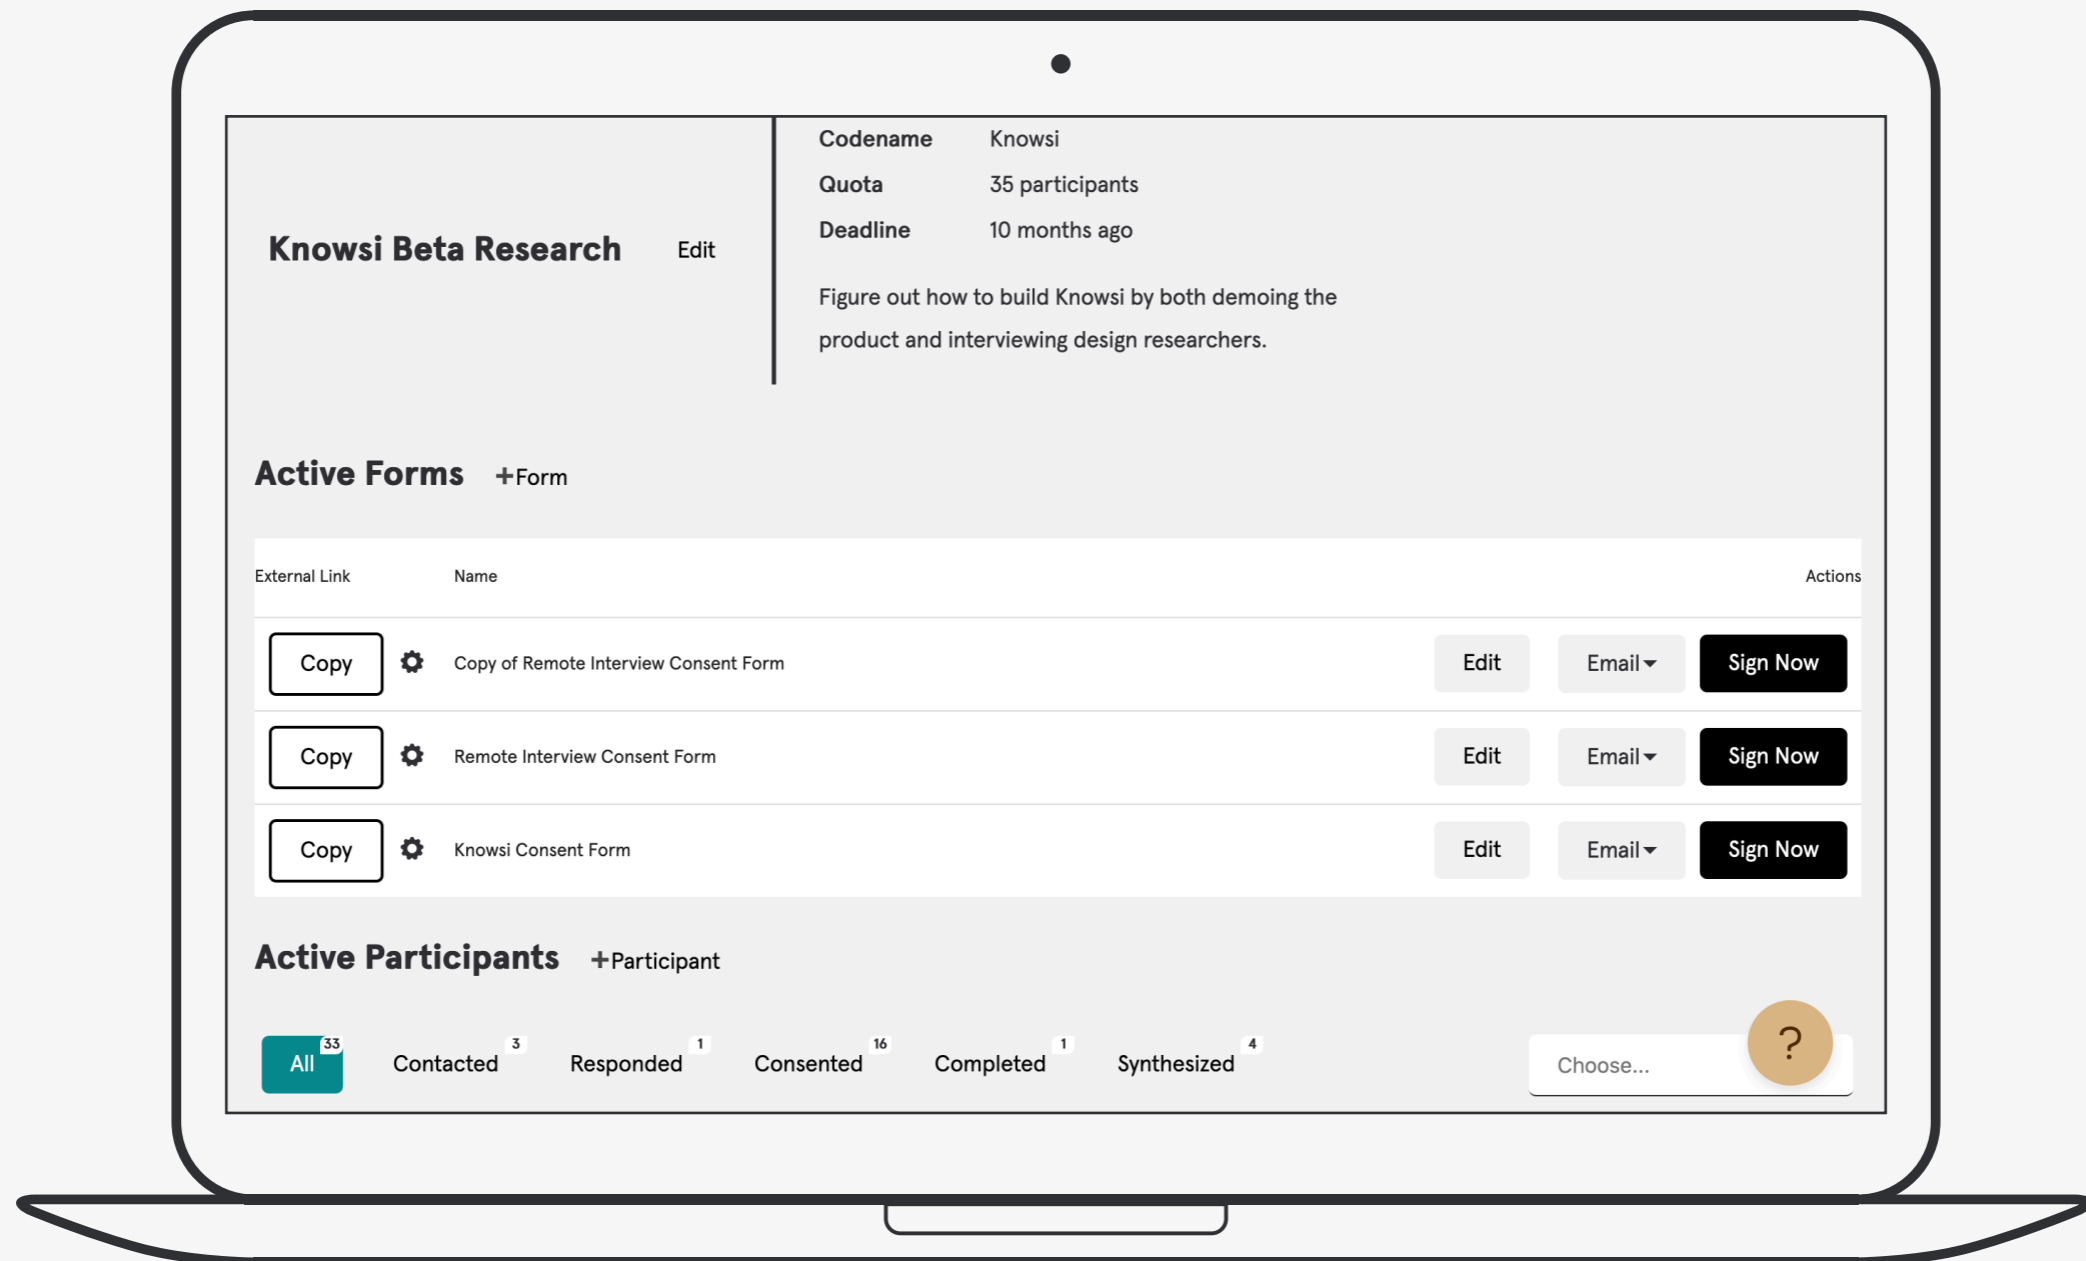 Knowsi Beta Research Edit
Codename Knowsi
Quota 35 participants
Deadline 10 months ago
Figure out how to build Knowsi by both demoing the
product and interviewing design researchers.
Active Forms +Form
External Link Name Actions
Copy Copy of Remote Interview Consent Form Edit Email Sign Now
Copy Remote Interview Consent Form Edit Email Sign Now
Copy Knowsi Consent Form Edit Email Sign Now
Active Participants +Participant
All 33 Contacted 3 Responded 1 Consented 16 Completed 1 Synthesized 4 Choose... ?